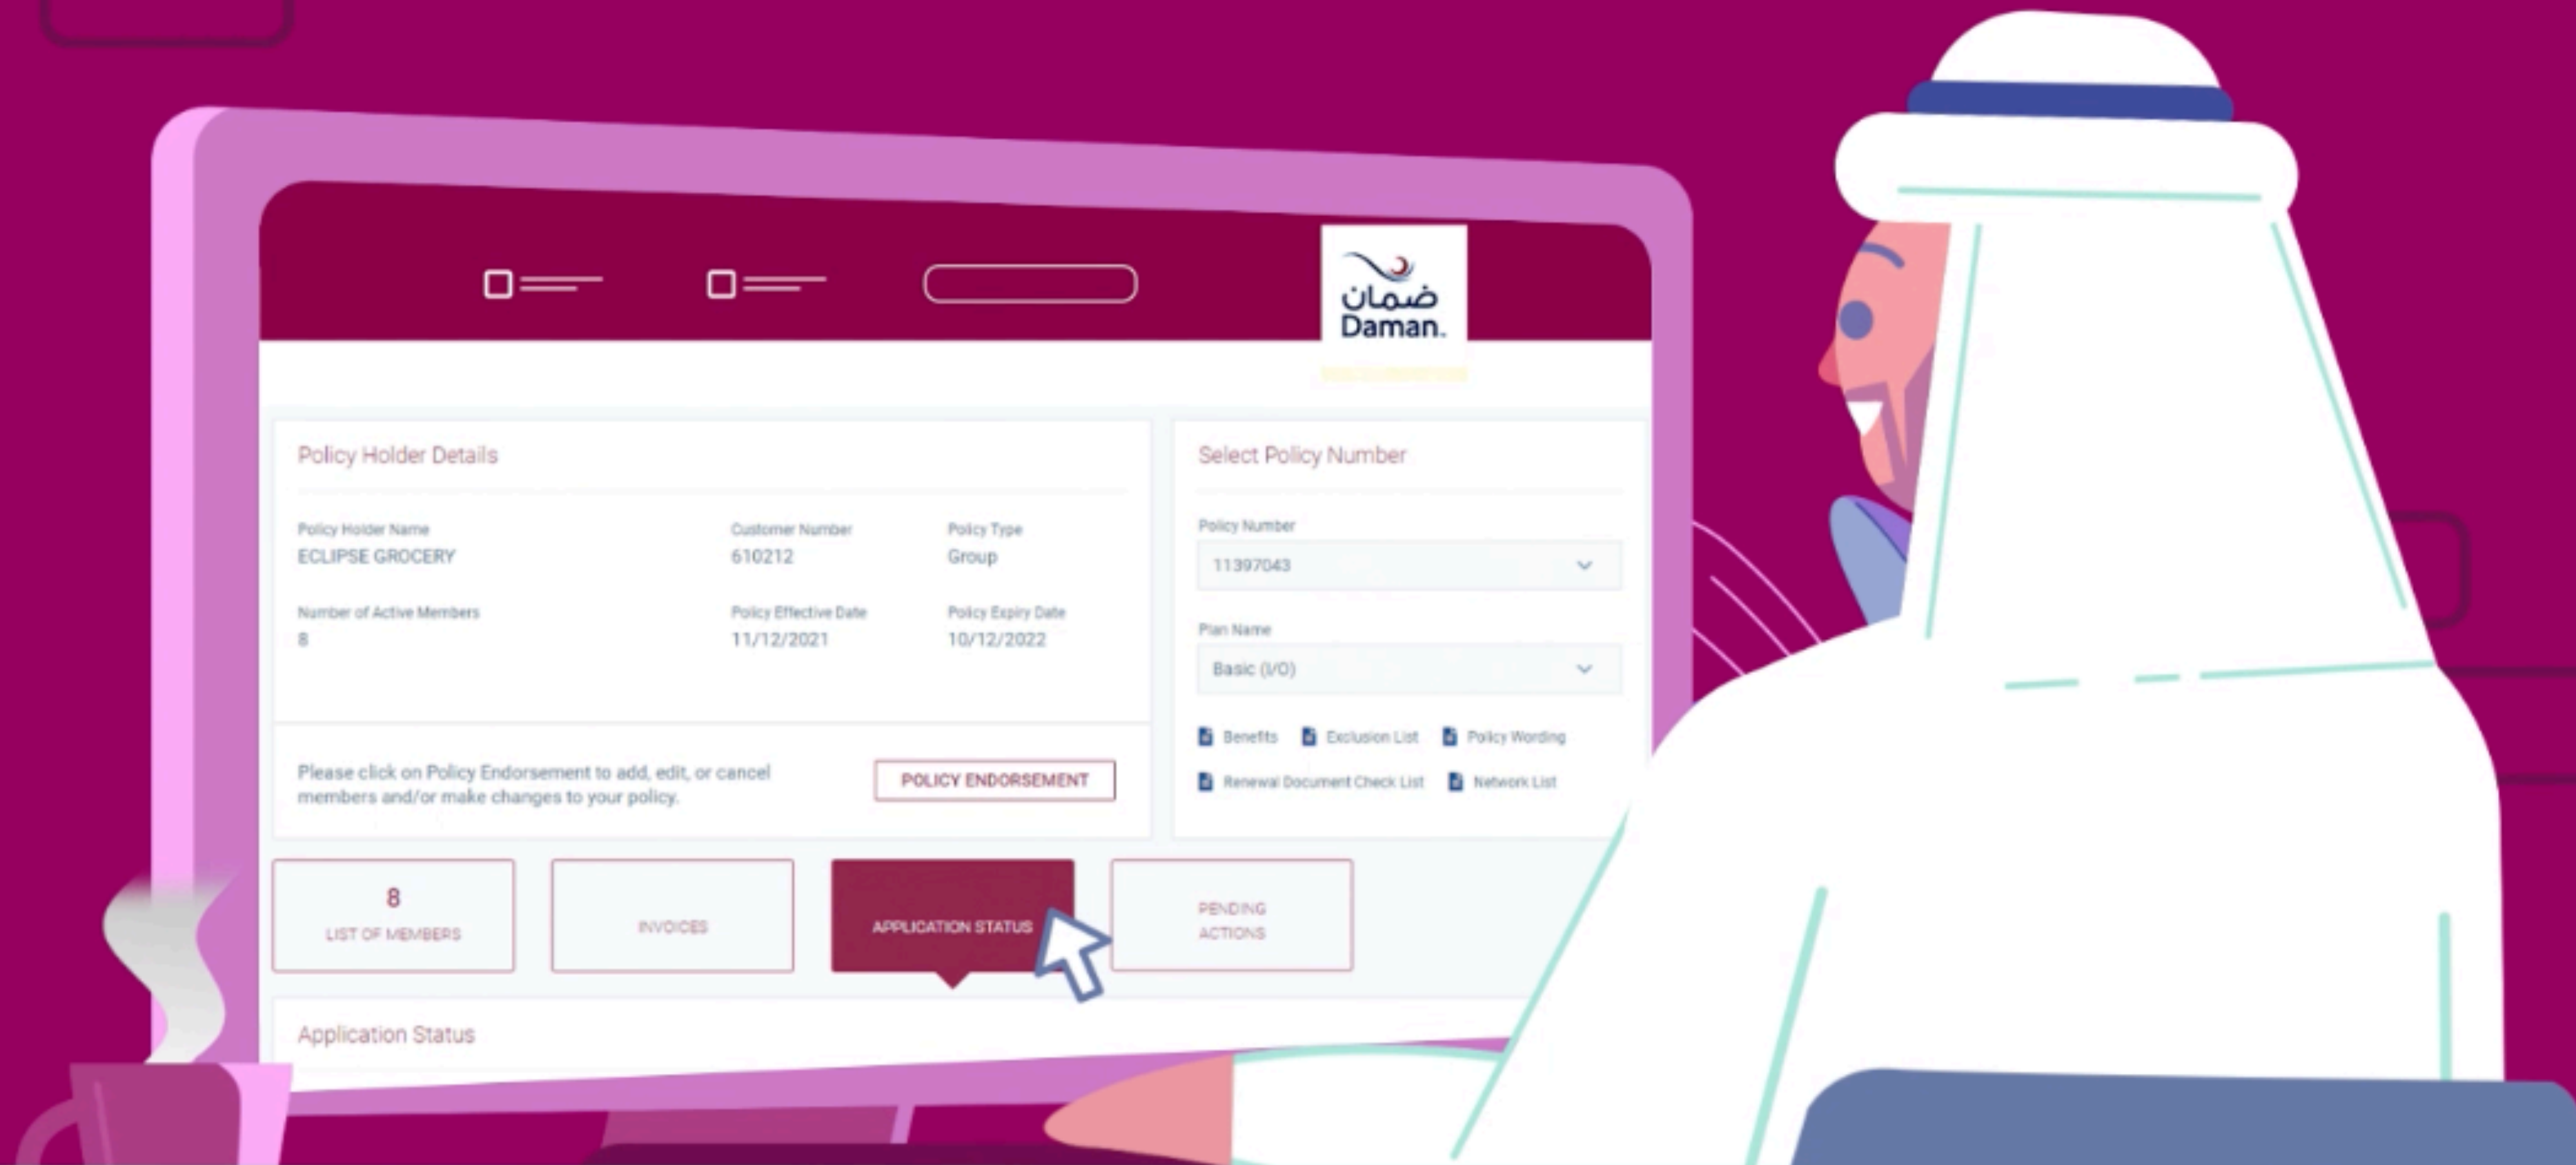 ضمان
Daman.
Policy Holder Details
Policy Holder Name
ECLIPSE GROCERY
Customer Number
610212
Policy Type
Group
Number of Active Members
8
Policy Effective Date
11/12/2021
Policy Expiry Date
10/12/2022
Please click on Policy Endorsement to add, edit, or cancel
members and/or make changes to your policy.
POLICY ENDORSEMENT
Select Policy Number
Policy Number
11397043
Plan Name
Basic (I/O)
Benefits Exclusion List Policy Wording
Renewal Document Check List Network List
8
LIST OF MEMBERS
INVOICES
APPLICATION STATUS
PENDING
ACTIONS
Application Status